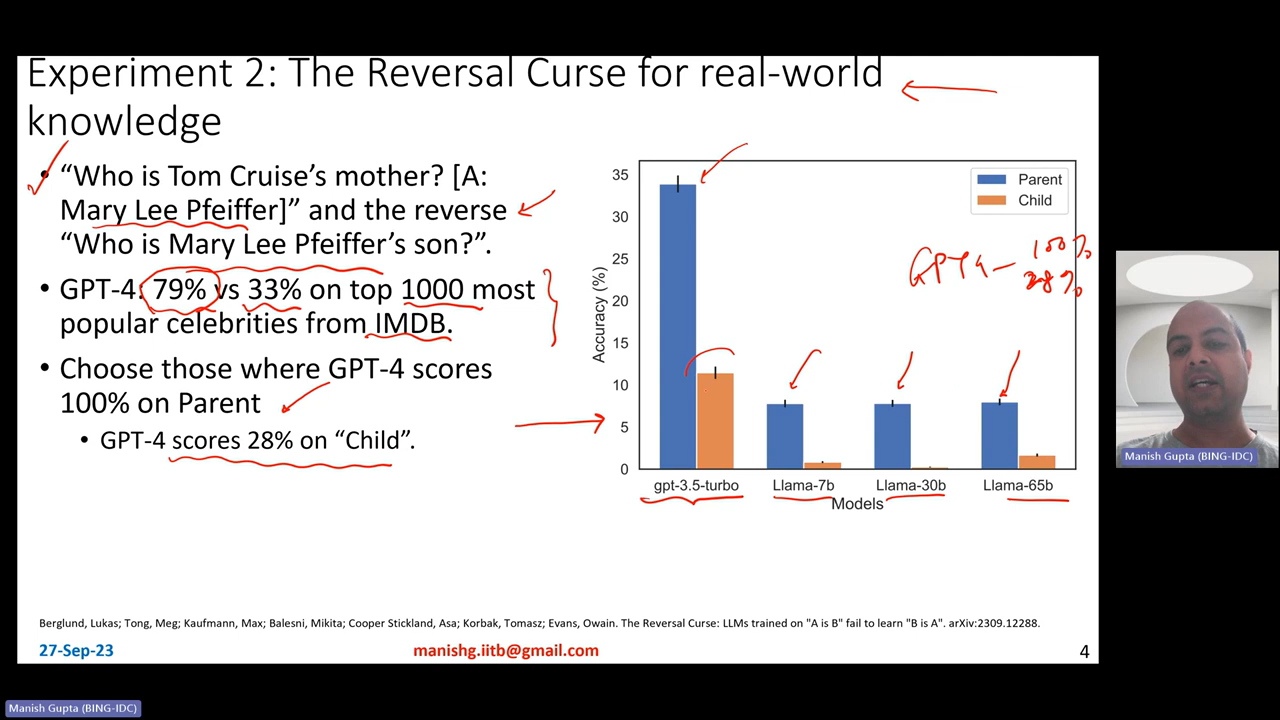 Experiment 2: The Reversal Curse for real-world
knowledge
• “Who is Tom Cruise’s mother? [A:
Mary Lee Pfeiffer]” and the reverse
“Who is Mary Lee Pfeiffer’s son?”.
• GPT-4: 79% vs 33% on top 1000 most
popular celebrities from IMDB.
• Choose those where GPT-4 scores
100% on Parent
• GPT-4 scores 28% on “Child”.
Accuracy (%)
35
30
25
20
15
10
5
0
Parent
Child
GPT4 – 100%
28%
gpt-3.5-turbo Llama-7b Llama-30b Llama-65b
Models
Manish Gupta (BING-IDC)
Berglund, Lukas; Tong, Meg; Kaufmann, Max; Balesni, Mikita; Cooper Stickland, Asa; Korbak, Tomasz; Evans, Owain. The Reversal Curse: LLMs trained on "A is B" fail to learn "B is A". arXiv:2309.12288.
27-Sep-23 manishg.iitb@gmail.com 4
Manish Gupta (BING-IDC)